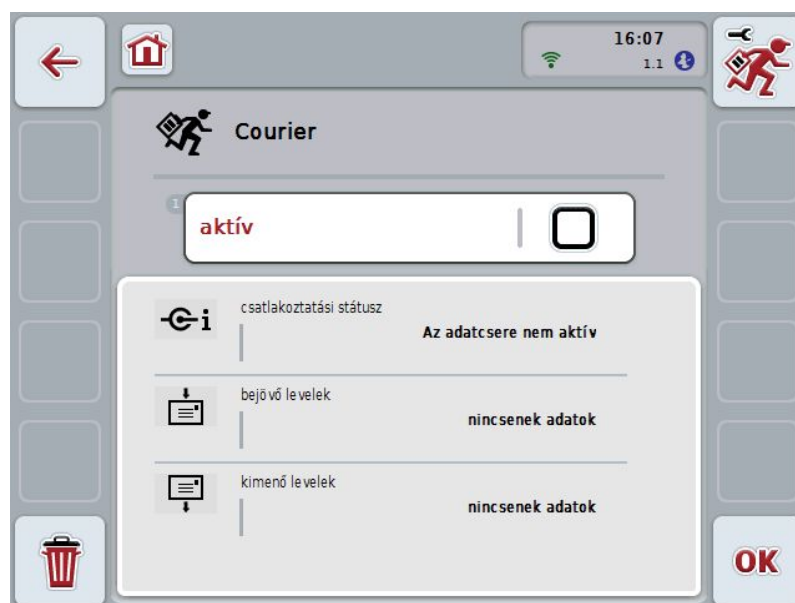 16:07
1.1
Courier
1
aktív
csatlakoztatási státusz
Az adatcsere nem aktív
bejövő levelek
nincsenek adatok
kimenő levelek
nincsenek adatok
OK